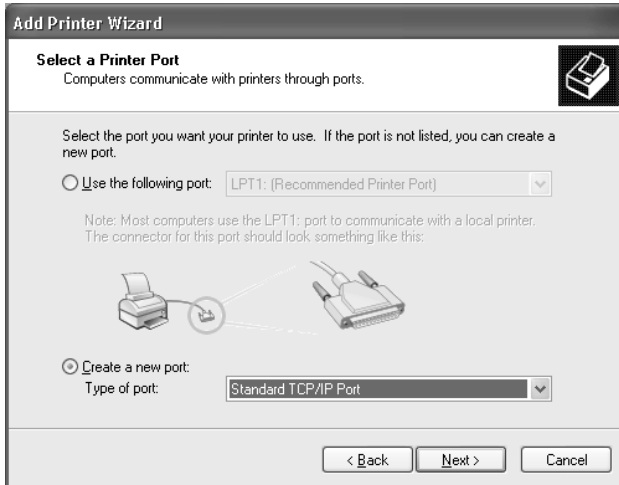 Add Printer Wizard
Select a Printer Port
Computers communicate with printers through ports.
Select the port you want your printer to use. If the port is not listed, you can create a
new port.
Use the following port: LPT1: (Recommended Printer Port)
Note: Most computers use the LPT1: port to communicate with a local printer.
The connector for this port should look something like this:
Create a new port:
Type of port: Standard TCP/IP Port
< Back Next > Cancel